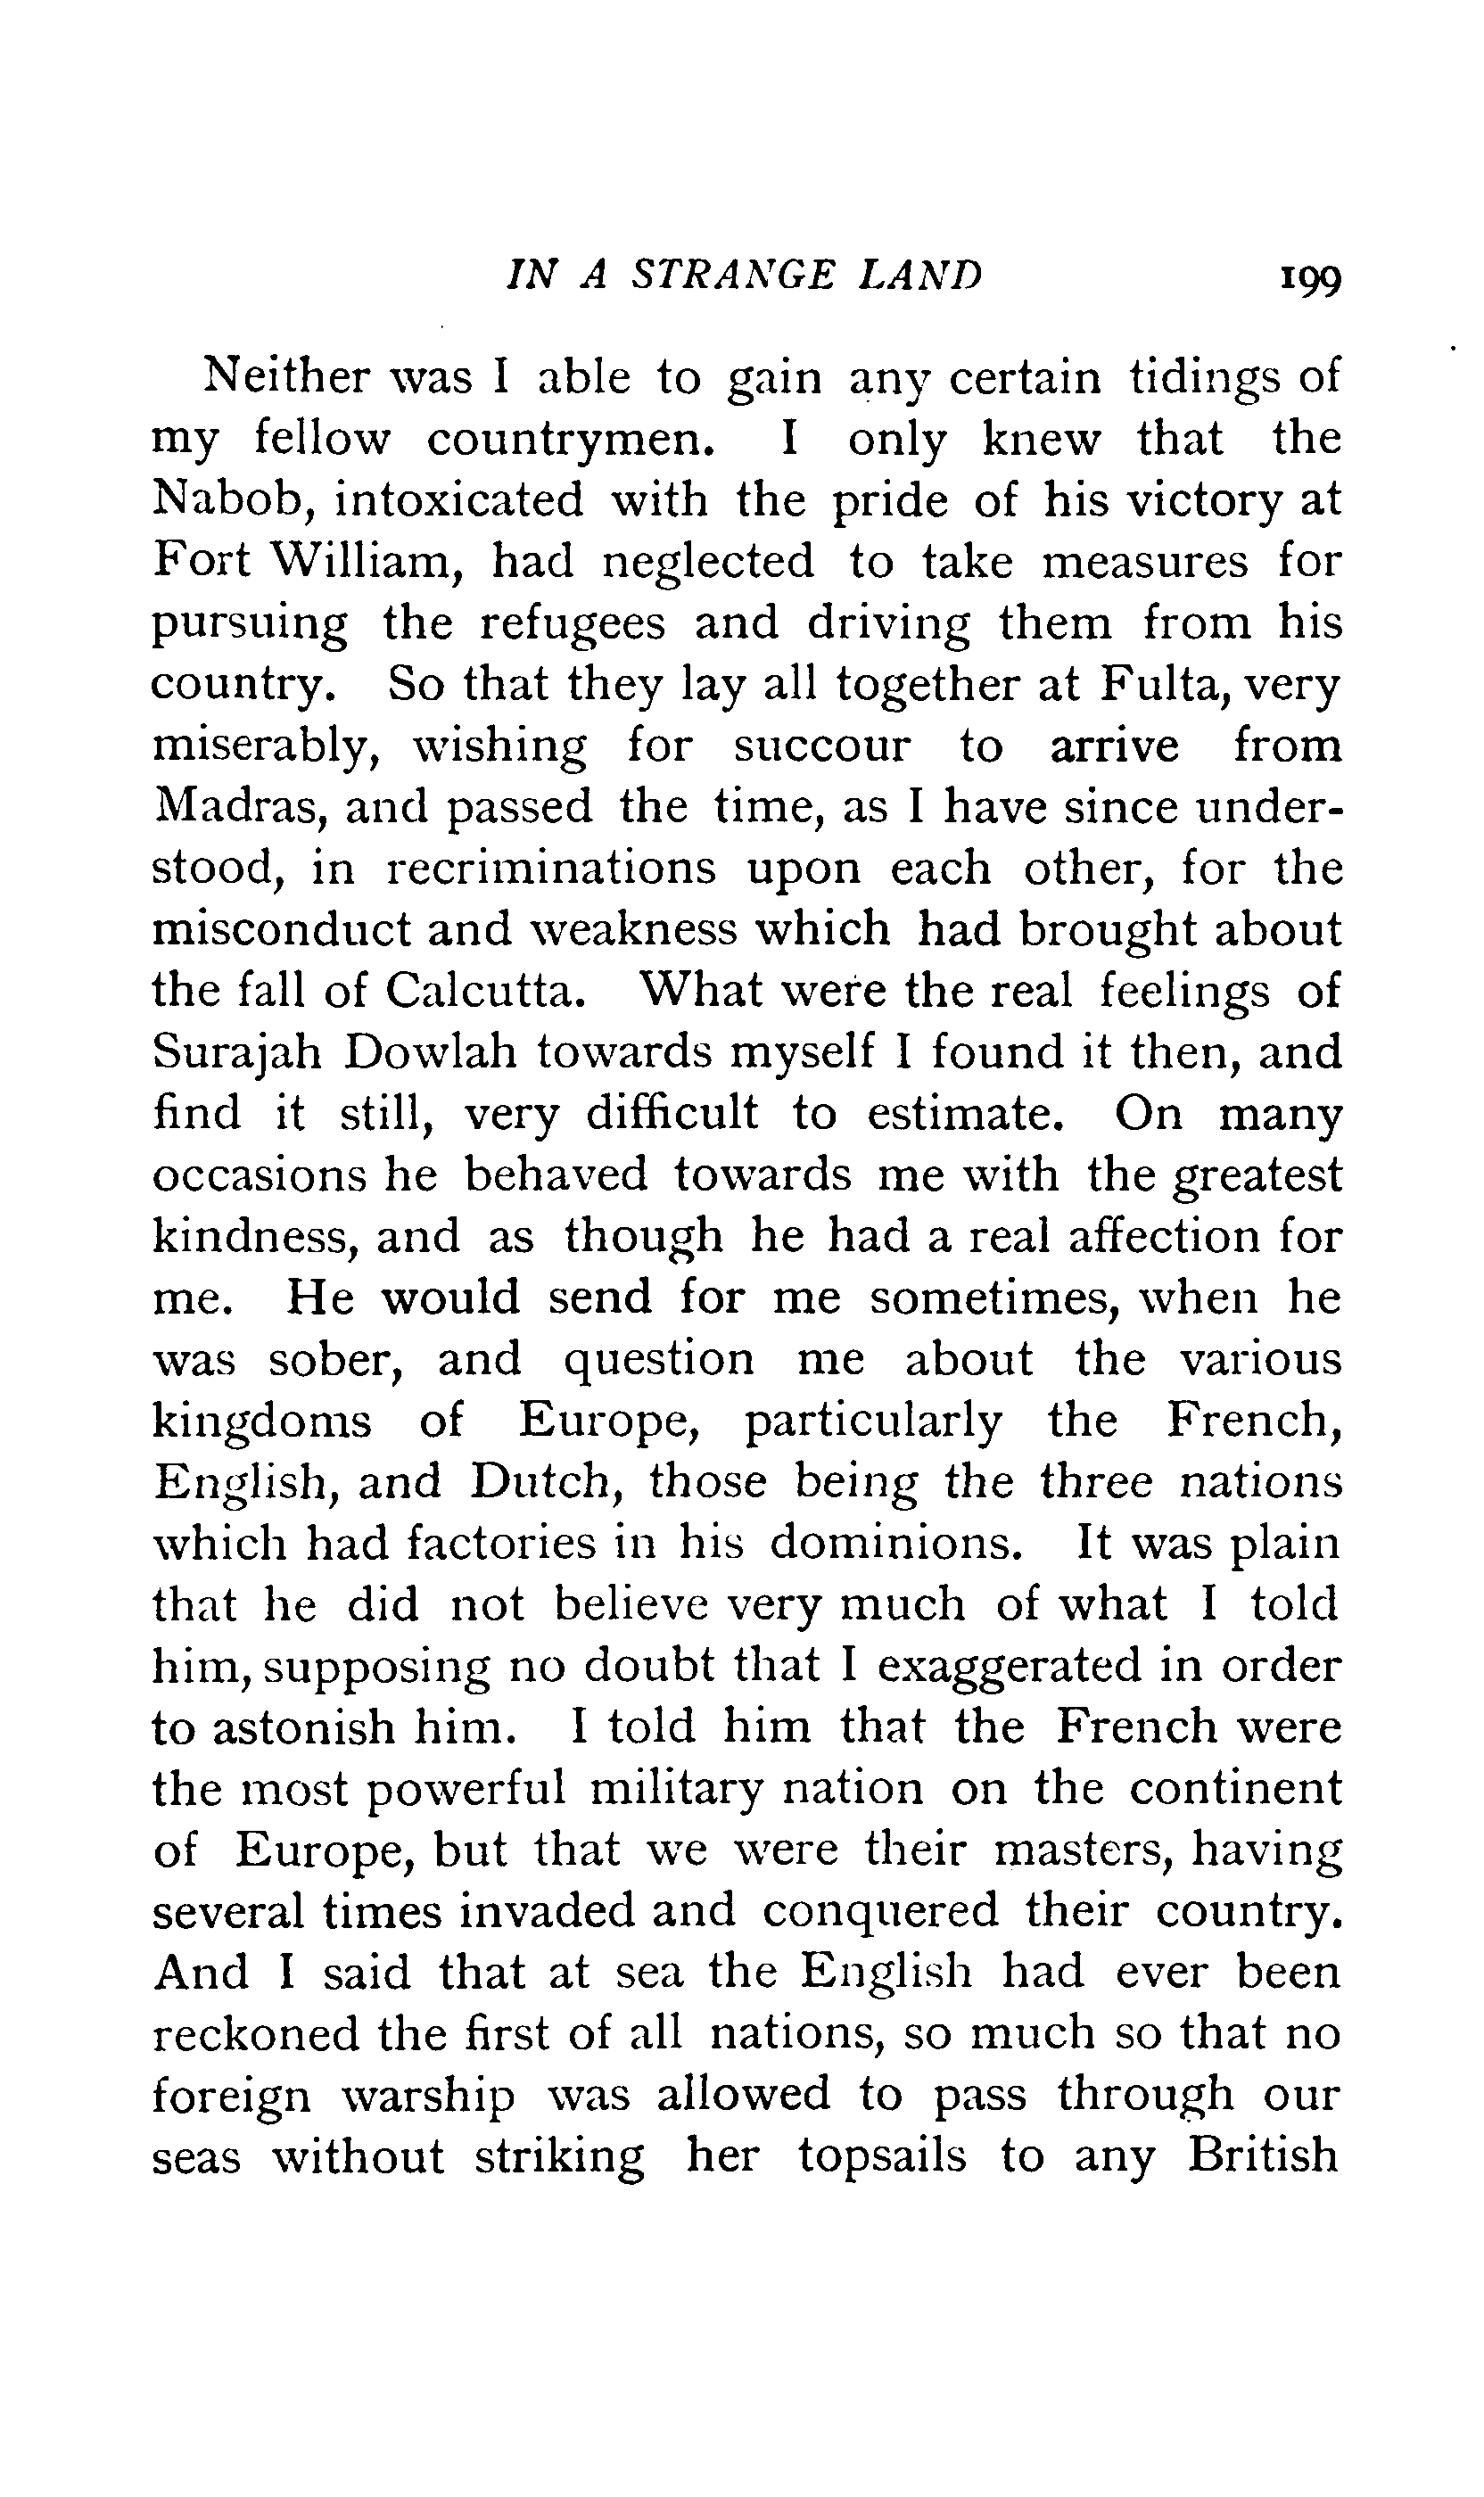 IN A STRANGE LAND 199
Neither was I able to gain any certain tidings of
my fellow countrymen. I only knew that the
Nabob, intoxicated with the pride of his victory at
Fort William, had neglected to take measures for
pursuing the refugees and driving them from his
country. So that they lay all together at Fulta, very
miserably, wishing for succour to arrive from
Madras, and passed the time, as I have since under-
stood, in recriminations upon each other, for the
misconduct and weakness which had brought about
the fall of Calcutta. What were the real feelings of
Surajah Dowlah towards myself I found it then, and
find it still, very difficult to estimate. On many
occasions he behaved towards me with the greatest
kindness, and as though he had a real affection for
me. He would send for me sometimes, when he
was sober, and question me about the various
kingdoms of Europe, particularly the French,
English, and Dutch, those being the three nations
which had factories in his dominions. It was plain
that he did not believe very much of what I told
him, supposing no doubt that I exaggerated in order
to astonish him. I told him that the French were
the most powerful military nation on the continent
of Europe, but that we were their masters, having
several times invaded and conquered their country.
And I said that at sea the English had ever been
reckoned the first of all nations, so much so that no
foreign warship was allowed to pass through our
seas without striking her topsails to any British